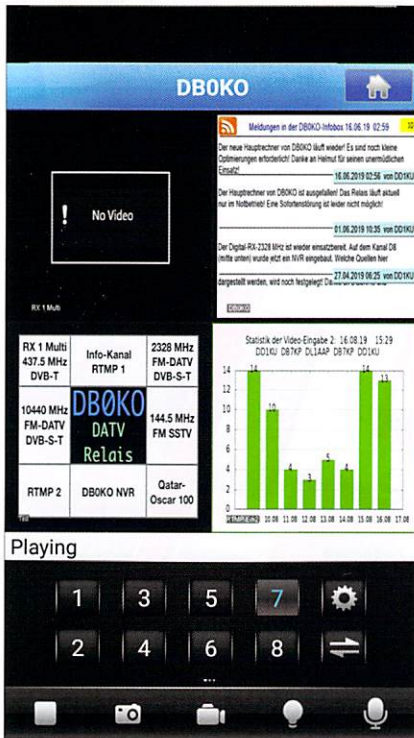 DB0KO
No Video
RX 1 Multi
Meldungen in der DB0KO-Infobox 16.06.19 02:59
10
Der neue Hauptrechner von DB0KO läuft wieder! Es sind noch kleine
Optimierungen erforderlich! Danke an Helmut für seinen unermüdlichen
Einsatz!
16.06.2019 02:56 von DD1KU
Der Hauptrechner von DB0KO ist ausgefallen! Das Relais läuft aktuell
nur im Notbetrieb! Eine Sofortenstörung ist leider nicht möglich!
01.06.2019 10:35 von DD1KU
Der Digital-RX-2328 MHz ist wieder einsatzbereit. Auf dem Kanal D8
(mitte unten) wurde jetzt ein NVR eingebaut. Welche Quellen hier
27.04.2019 06:25 von DD1KU
dargestellt werden, wird noch festgelegt!
DB0KO
RX 1 Multi
437.5 MHz
DVB-T
Info-Kanal
RTMP 1
2328 MHz
FM-DATV
DVB-S-T
10440 MHz
FM-DATV
DVB-S-T
DBØKO
DATV
Relais
144.5 MHz
FM SSTV
RTMP 2
DB0KO NVR
Qatar-
Oscar 100
Statistik der Video-Eingabe 2: 16.08.19 15:29
DD1KU DB7KP DL1AAP DB7KP DD1KU
14
12
10
8
6
4
2
0
14
10
4
3
5
4
14
13
10.08 11.08 12.08 13.08 14.08 15.08 16.08 17.08
Playing
1 3 5 7
2 4 6 8
...